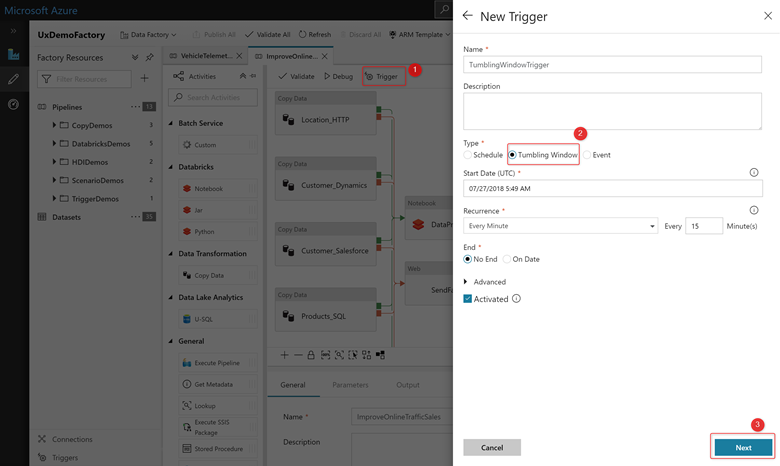 Microsoft Azure
»
UxDemoFactory
Data Factory
Publish All
Validate All
Refresh
Discard All
ARM Template
Factory Resources
Filter Resources
Pipelines
13
CopyDemos
3
DatabricksDemos
3
HDIDemos
2
ScenarioDemos
2
TriggerDemos
3
Datasets
35
Connections
Triggers
VehicleTelemet...
ImproveOnline...
Activities
Search Activities
Batch Service
Custom
Databricks
Notebook
Jar
Python
Data Transformation
Copy Data
Data Lake Analytics
U-SQL
General
Execute Pipeline
Get Metadata
Lookup
Execute SSIS
Package
Stored Procedure
Validate
Debug
Trigger
1
Copy Data
Location_HTTP
Copy Data
Customer_Dynamics
Copy Data
Customer_Salesforce
Copy Data
Products_SQL
Notebook
DataPr
Web
SendFa
General
Parameters
Output
Name *
ImproveOnlineTrafficSales
Description
New Trigger
Name *
TumblingWindowTrigger
Description
2
Type *
Schedule
Tumbling Window
Event
Start Date (UTC) *
07/27/2018 5:49 AM
Recurrence *
Every Minute
Every
15
Minute(s)
End *
No End
On Date
Advanced
Activated
3
Cancel
Next